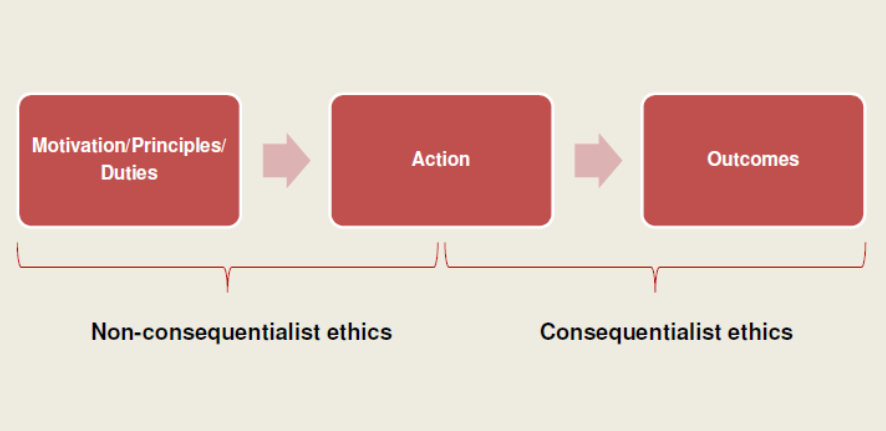 Motivation/Principles/
Duties
Action
Outcomes
Non-consequentialist ethics
Consequentialist ethics